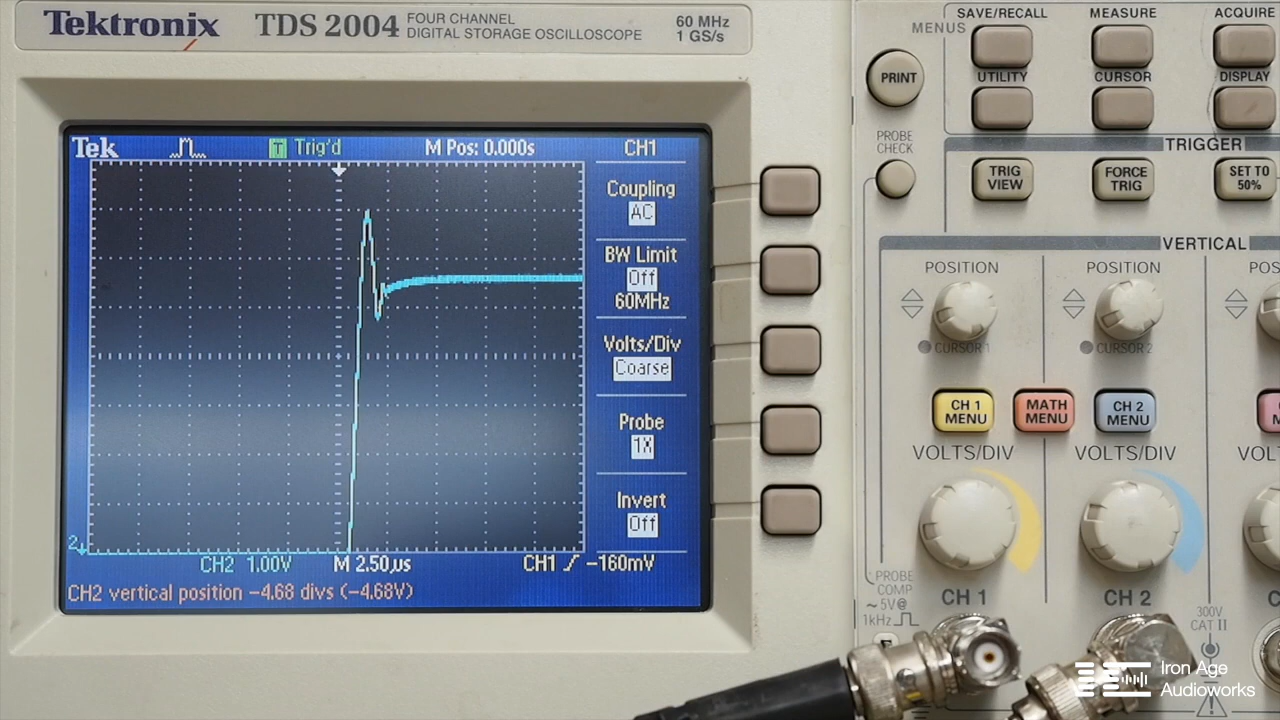 Tektronix TDS 2004 FOUR CHANNEL DIGITAL STORAGE OSCILLOSCOPE 60 MHz 1 GS/s
Tek T Trig'd M Pos: 0.000s CH1
Coupling
AC
BW Limit
Off
60MHz
Volts/Div
Coarse
Probe
1X
Invert
Off
2
CH2 1.00V M 2.50µs CH1 -160mV
CH2 vertical position -4.68 divs (-4.68V)
MENUS
SAVE/RECALL MEASURE ACQUIRE
PRINT
UTILITY CURSOR DISPLAY
PROBE
CHECK
TRIGGER
TRIG
VIEW
FORCE
TRIG
SET TO
50%
VERTICAL
POSITION POSITION
CURSOR 1 CURSOR 2
CH 1
MENU
MATH
MENU
CH 2
MENU
VOLTS/DIV VOLTS/DIV
PROBE
COMP
~5V@
1kHz
CH 1 CH 2
300V
CAT II
Iron Age
Audioworks